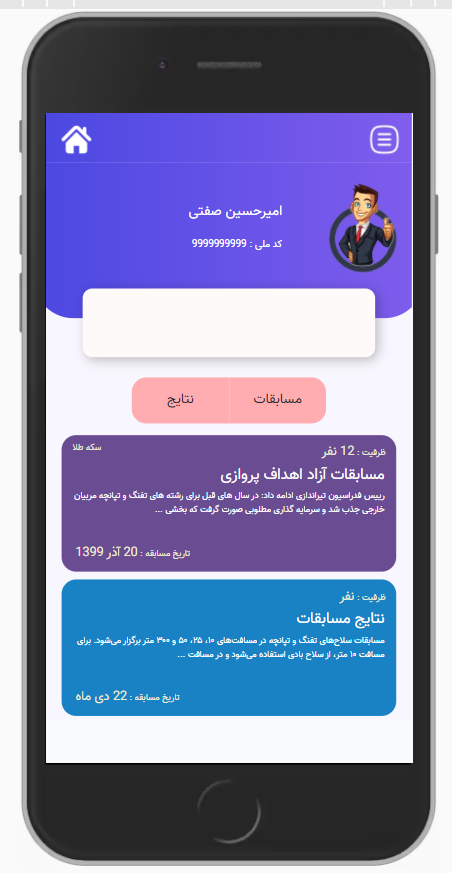 امیرحسین صفتی
کد ملی : 9999999999
مسابقات
نتایج
ظرفیت : 12 نفر
سکه طلا
مسابقات آزاد اهداف پروازی
رییس فدراسیون تیراندازی ادامه داد: در سال های قبل برای رشته های تفنگ و تپانچه مربیان
خارجی جذب شد و سرمایه گذاری مطلوبی صورت گرفت که بخشی ...
تاریخ مسابقه : 20 آذر 1399
ظرفیت : نفر
نتایج مسابقات
مسابقات سلاح‌های تفنگ و تپانچه در مسافت‌های ۱۰، ۲۵، ۵۰ و ۳۰۰ متر برگزار می‌شود. برای
مسافت ۱۰ متر، از سلاح بادی استفاده می‌شود و در مسافت ...
تاریخ مسابقه : 22 دی ماه